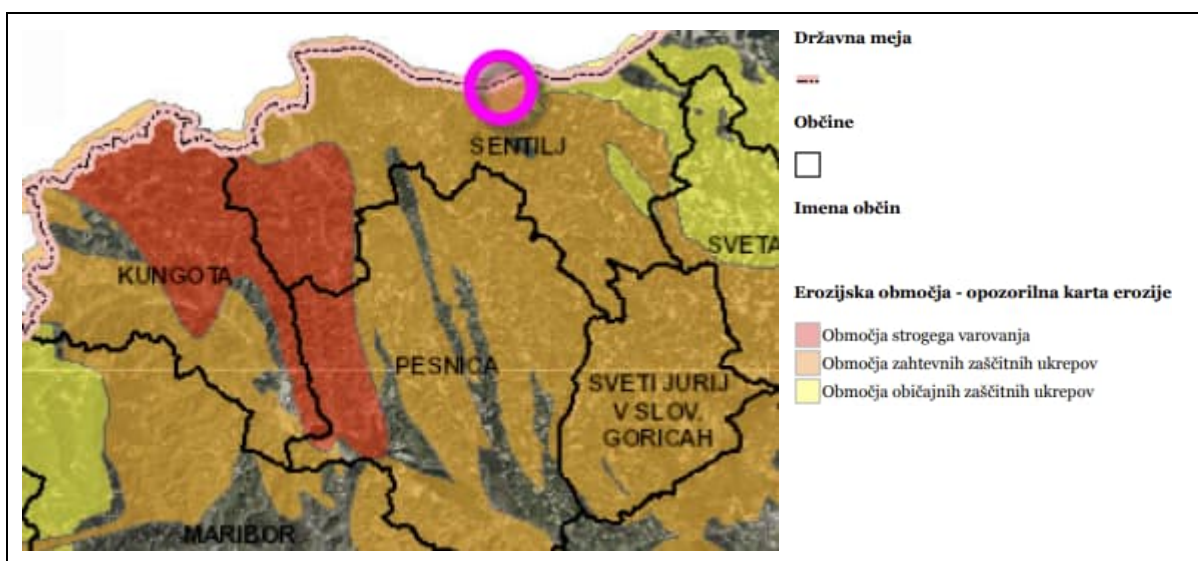 ŠENTILJ
SVETA
KUNGOTA
PESNICA
SVETI JURIJ
V SLOV.
GORICAH
MARIBOR
Državna meja
Občine
Imena občin
Erozijska območja - opozorilna karta erozije
Območja strogega varovanja
Območja zahtevnih zaščitnih ukrepov
Območja običajnih zaščitnih ukrepov